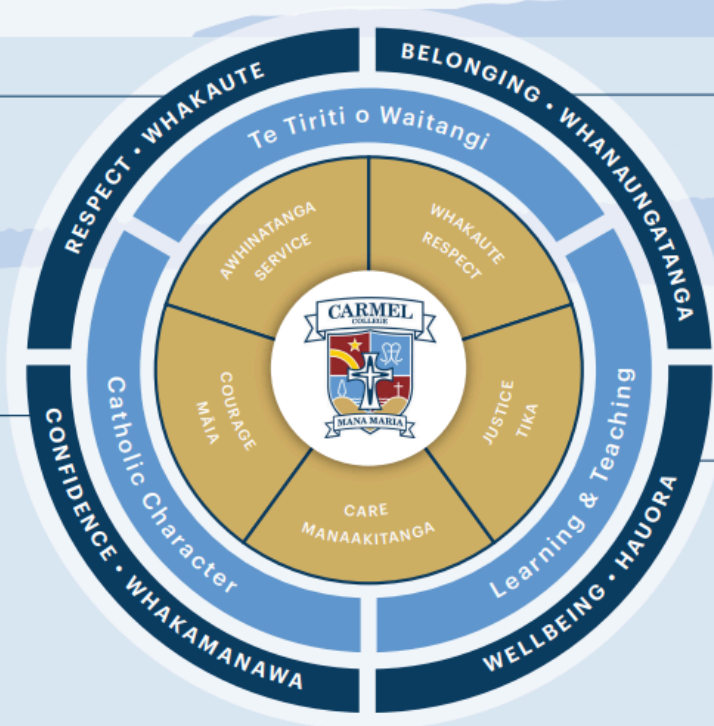 RESPECT • WHAKAUTE
BELONGING • WHANAUNGATANGA
Te Tiriti o Waitangi
AWHINATANGA
SERVICE
WHAKAUTE
RESPECT
CARMEL
COLLEGE
MANA MARIA
COURAGE
MĀIA
JUSTICE
TIKA
CARE
MANAAKITANGA
Catholic Character
Learning & Teaching
CONFIDENCE • WHAKAMANAWA
WELLBEING • HAUORA